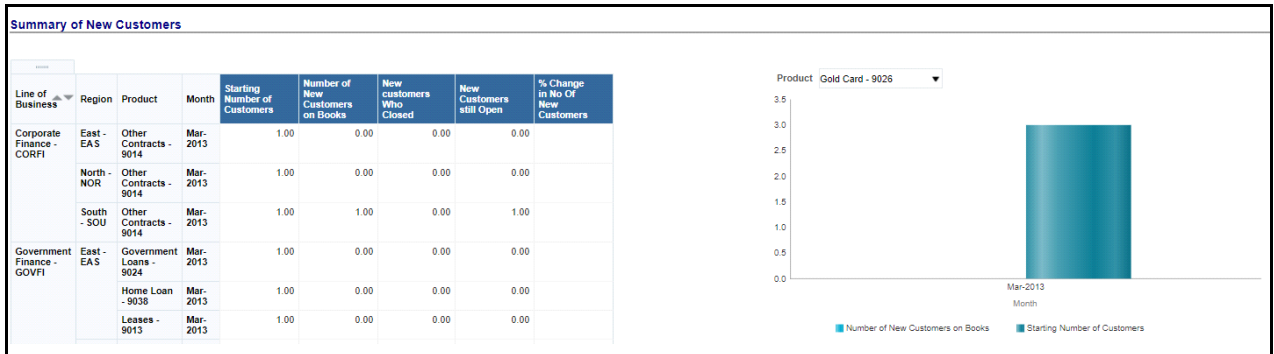 Summary of New Customers
Line of Business Region Product Month Starting Number of Customers Number of New Customers on Books New customers Who Closed New Customers still Open % Change in No Of New Customers
Corporate Finance - CORFI East - EAS Other Contracts - 9014 Mar-2013 1.00 0.00 0.00 0.00
North - NOR Other Contracts - 9014 Mar-2013 1.00 0.00 0.00 0.00
South - SOU Other Contracts - 9014 Mar-2013 1.00 1.00 0.00 1.00
Government Finance - GOVFI East - EAS Government Loans - 9024 Mar-2013 1.00 0.00 0.00 0.00
Home Loan - 9038 Mar-2013 1.00 0.00 0.00 0.00
Leases - 9013 Mar-2013 1.00 0.00 0.00 0.00
Product Gold Card - 9026
3.5
3.0
2.5
2.0
1.5
1.0
0.5
0.0
Mar-2013
Month
Number of New Customers on Books Starting Number of Customers